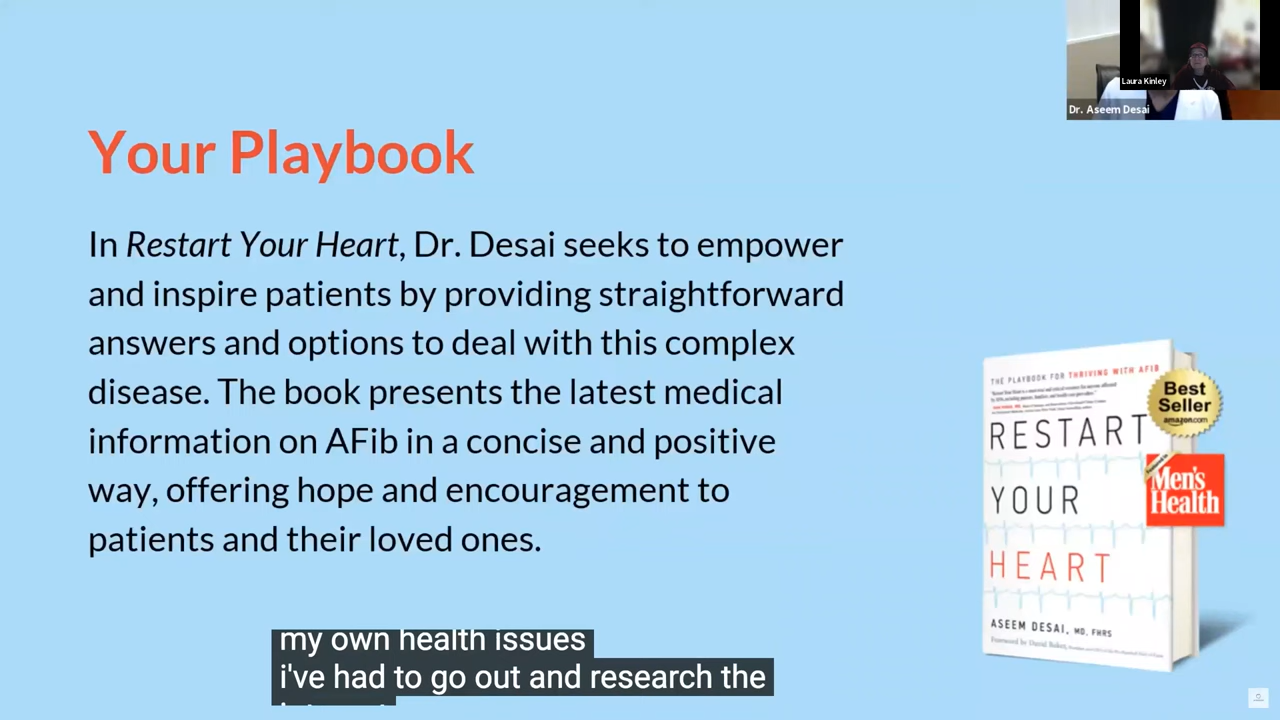 Laura Kinley
Dr. Aseem Desai
Your Playbook
In Restart Your Heart, Dr. Desai seeks to empower
and inspire patients by providing straightforward
answers and options to deal with this complex
disease. The book presents the latest medical
information on AFib in a concise and positive
way, offering hope and encouragement to
patients and their loved ones.
THE PLAYBOOK FOR THRIVING WITH AFIB
RESTART
YOUR
HEART
ASEEM DESAI, MD, FHRS
Best
Seller
amazon.com
Men's
Health
my own health issues
i've had to go out and research the